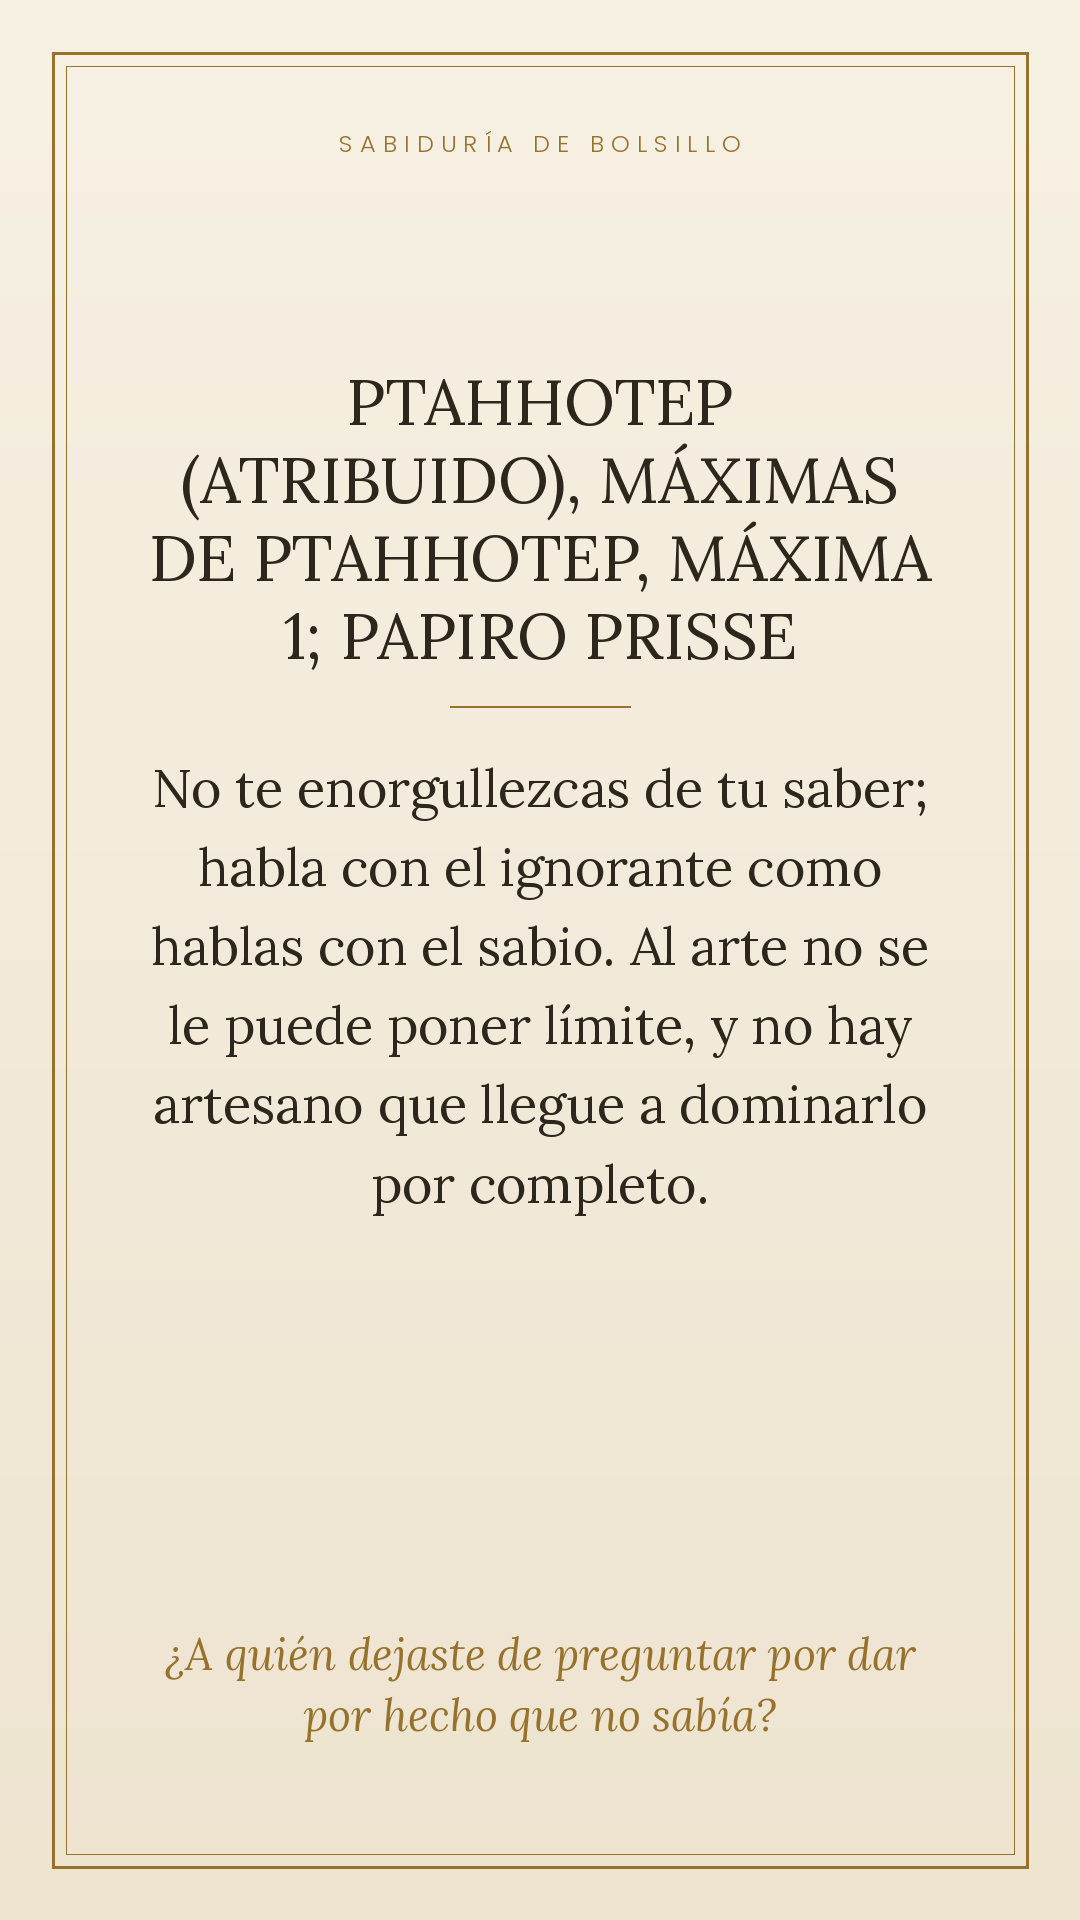 SABIDURÍA DE BOLSILLO
PTAHHOTEP
(ATRIBUIDO), MÁXIMAS
DE PTAHHOTEP, MÁXIMA
1; PAPIRO PRISSE
No te enorgullezcas de tu saber;
habla con el ignorante como
hablas con el sabio. Al arte no se
le puede poner límite, y no hay
artesano que llegue a dominarlo
por completo.
¿A quién dejaste de preguntar por dar
por hecho que no sabía?